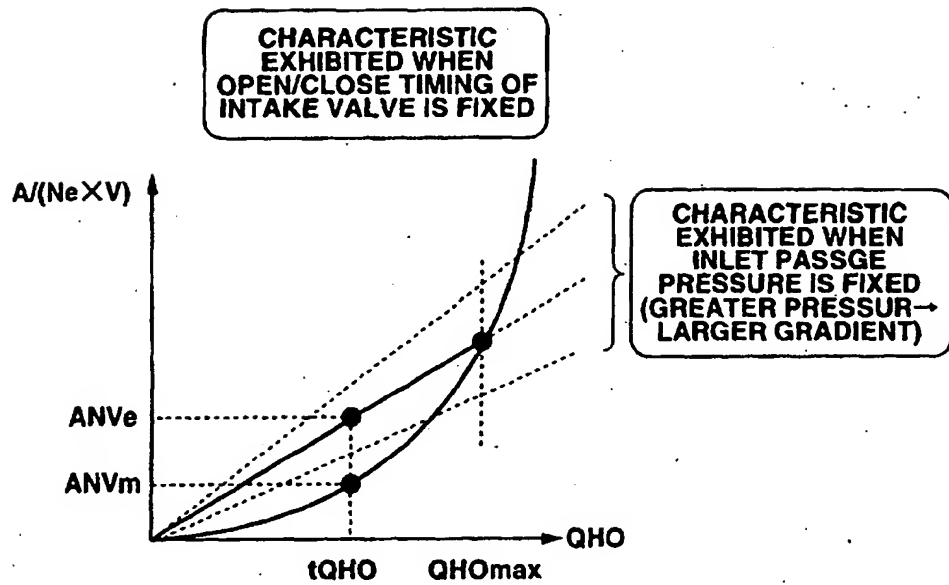 CHARACTERISTIC
EXHIBITED WHEN
OPEN/CLOSE TIMING OF
INTAKE VALVE IS FIXED
A/(Ne×V)
CHARACTERISTIC
EXHIBITED WHEN
INLET PASSGE
PRESSURE IS FIXED
(GREATER PRESSUR→
LARGER GRADIENT)
ANVe
ANVm
QHO
tQHO
QHOmax